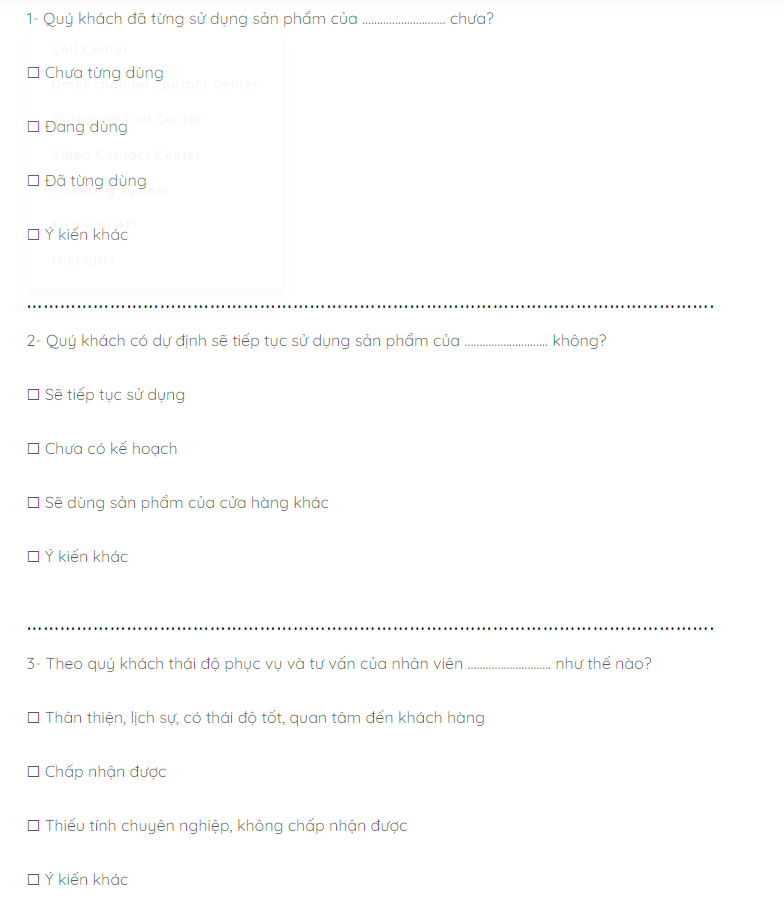 1- Quý khách đã từng sử dụng sản phẩm của ............................ chưa?
Call Center
☐ Chưa từng dùng
Omni-channel Contact Center
Call Center
☐ Đang dùng
Video Contact Center
☐ Đã từng dùng
☐ Ý kiến khác
Mini CRM
………………………………………………………………………………………………………………….
2- Quý khách có dự định sẽ tiếp tục sử dụng sản phẩm của ............................ không?
☐ Sẽ tiếp tục sử dụng
☐ Chưa có kế hoạch
☐ Sẽ dùng sản phẩm của cửa hàng khác
☐ Ý kiến khác
………………………………………………………………………………………………………………….
3- Theo quý khách thái độ phục vụ và tư vấn của nhân viên ............................ như thế nào?
☐ Thân thiện, lịch sự, có thái độ tốt, quan tâm đến khách hàng
☐ Chấp nhận được
☐ Thiếu tính chuyên nghiệp, không chấp nhận được
☐ Ý kiến khác